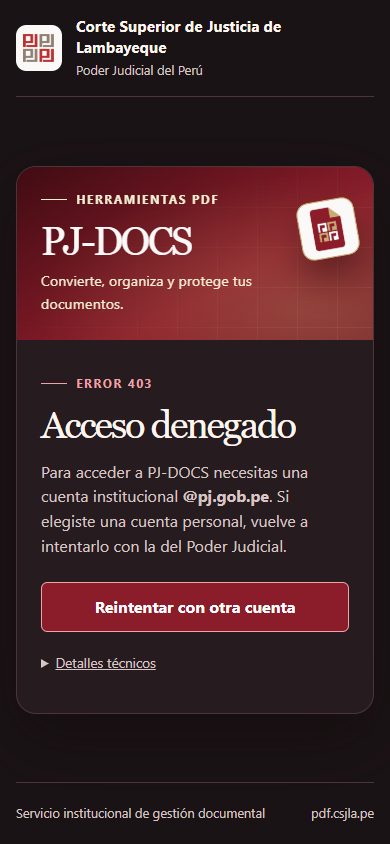 Corte Superior de Justicia de
Lambayeque
Poder Judicial del Perú
HERRAMIENTAS PDF
PJ-DOCS
Convierte, organiza y protege tus
documentos.
ERROR 403
Acceso denegado
Para acceder a PJ-DOCS necesitas una
cuenta institucional @pj.gob.pe. Si
elegiste una cuenta personal, vuelve a
intentarlo con la del Poder Judicial.
Reintentar con otra cuenta
Detalles técnicos
Servicio institucional de gestión documental
pdf.csjla.pe